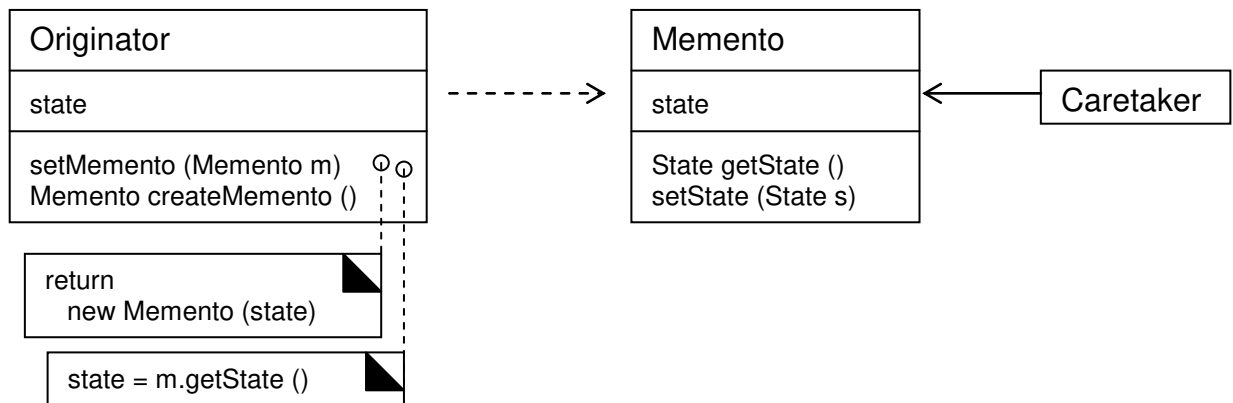 Originator
state
setMemento (Memento m)
Memento createMemento ()
return
new Memento (state)
state = m.getState ()
Memento
state
State getState ()
setState (State s)
Caretaker